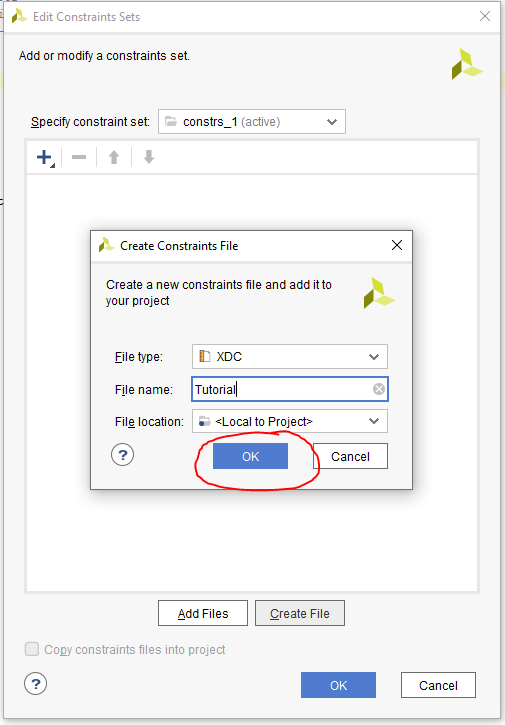 Edit Constraints Sets
Add or modify a constraints set.
Specify constraint set: constrs_1 (active)
Create Constraints File
Create a new constraints file and add it to
your project
File type: XDC
File name: Tutorial
File location: <Local to Project>
? OK Cancel
Add Files Create File
Copy constraints files into project
? OK Cancel